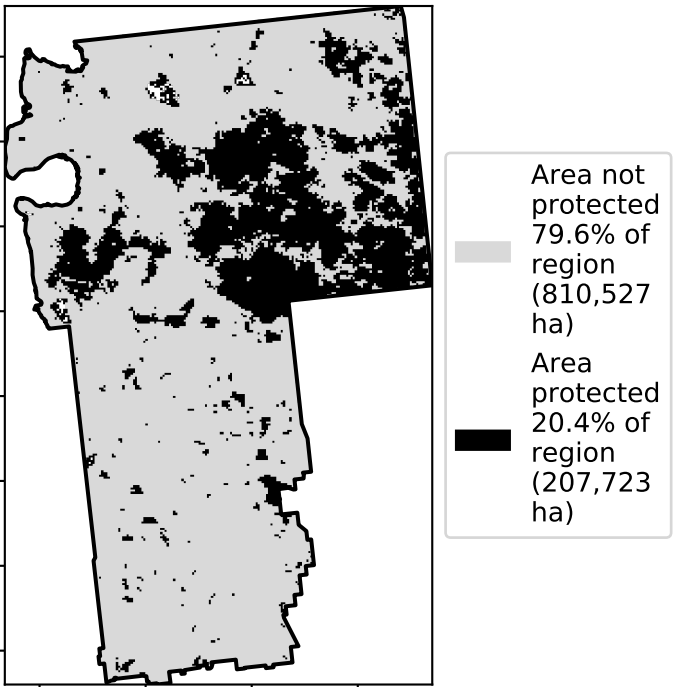 Area not
protected
79.6% of
region
(810,527
ha)
Area
protected
20.4% of
region
(207,723
ha)